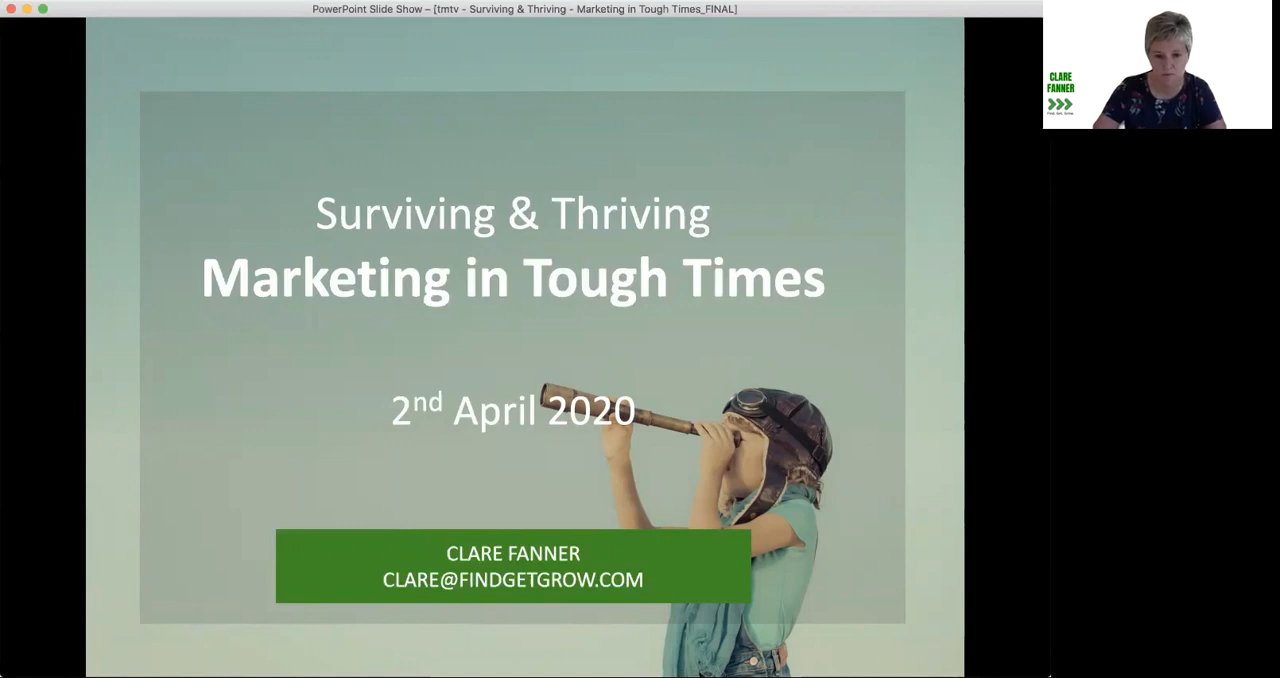 PowerPoint Slide Show – [tmtv - Surviving & Thriving - Marketing in Tough Times_FINAL]
CLARE
FANNER
Surviving & Thriving
Marketing in Tough Times
2nd April 2020
CLARE FANNER
CLARE@FINDGETGROW.COM